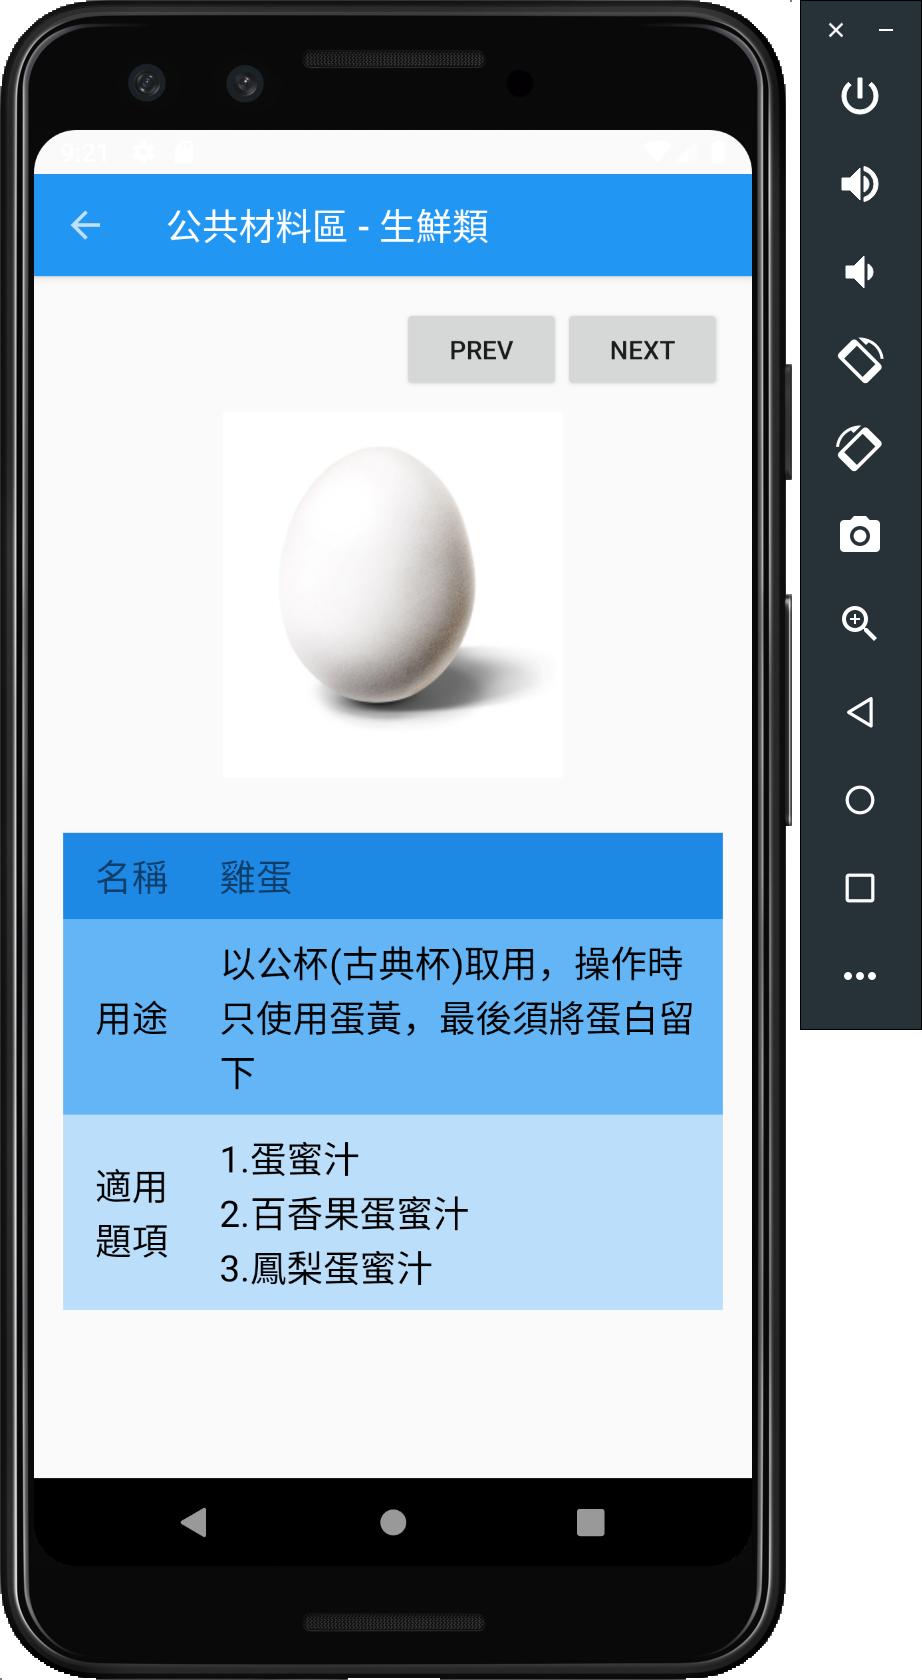 9:21
公共材料區 - 生鮮類
PREV NEXT
名稱 雞蛋
用途 以公杯(古典杯)取用，操作時
只使用蛋黃，最後須將蛋白留
下
適用
題項
1.蛋蜜汁
2.百香果蛋蜜汁
3.鳳梨蛋蜜汁